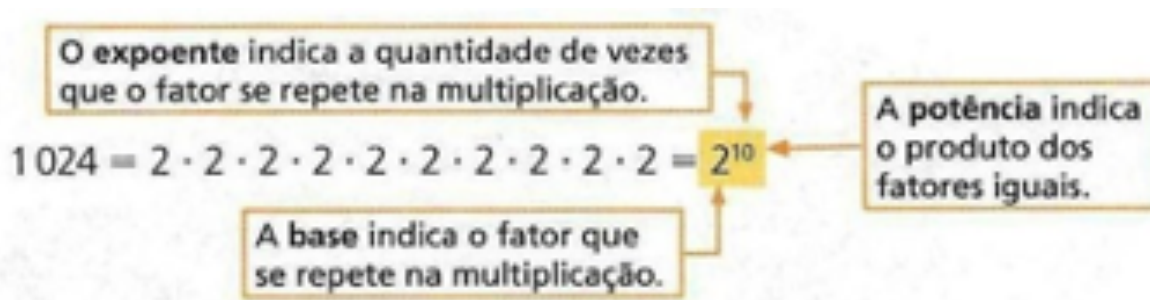 O expoente indica a quantidade de vezes
que o fator se repete na multiplicação.
A potência indica
o produto dos
fatores iguais.
1 024 = 2 · 2 · 2 · 2 · 2 · 2 · 2 · 2 · 2 · 2 = 2¹⁰
A base indica o fator que
se repete na multiplicação.